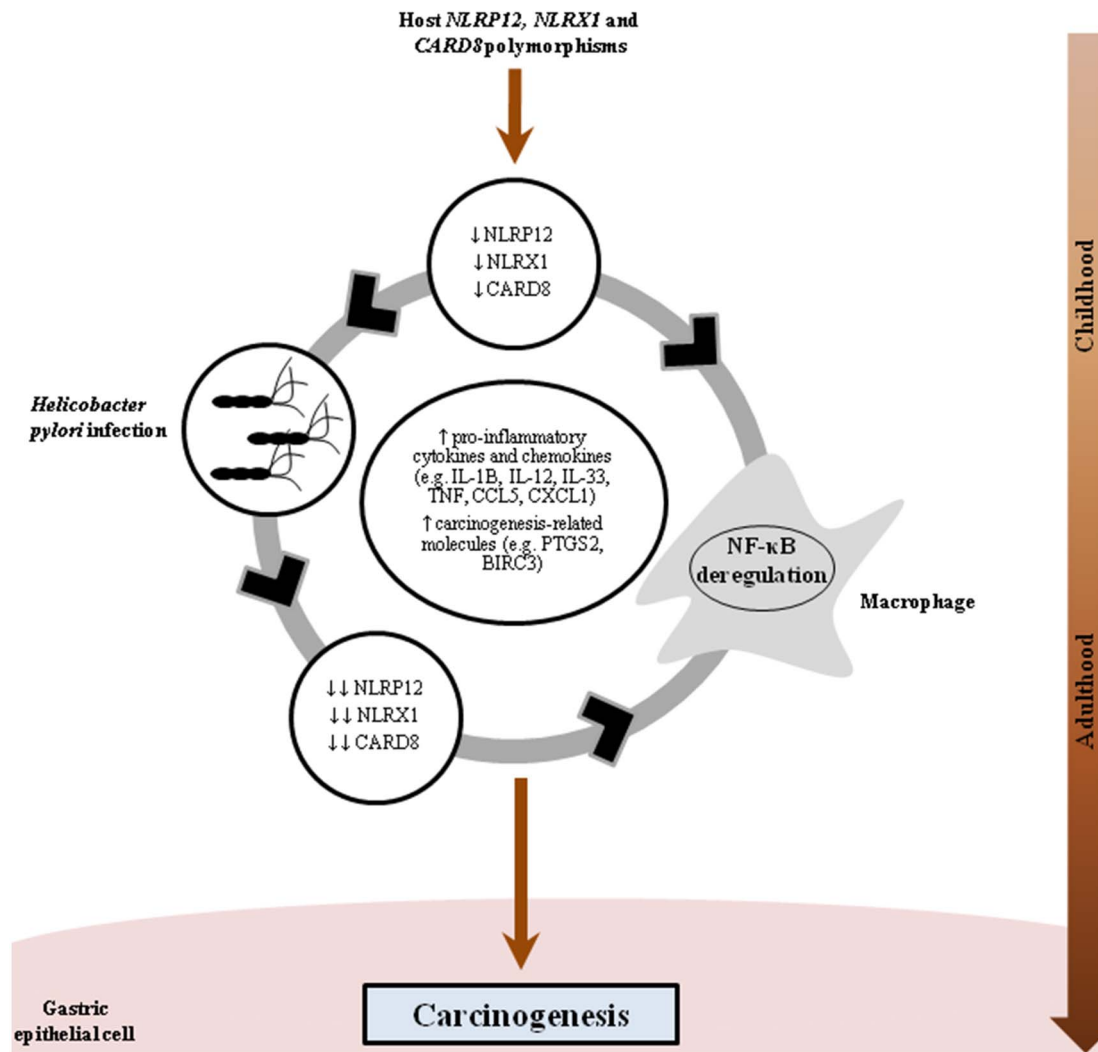 Host NLRP12, NLRX1 and
CARD8 polymorphisms
↓NLRP12
↓NLRX1
↓CARD8
Childhood
Helicobacter
pylori infection
↑ pro-inflammatory
cytokines and chemokines
(e.g. IL-1B, IL-12, IL-33,
TNF, CCL5, CXCL1)
↑ carcinogenesis-related
molecules (e.g. PTGS2,
BIRC3)
NF-κB
deregulation
Macrophage
↓↓ NLRP12
↓↓ NLRX1
↓↓ CARD8
Adulthood
Gastric
epithelial cell
Carcinogenesis